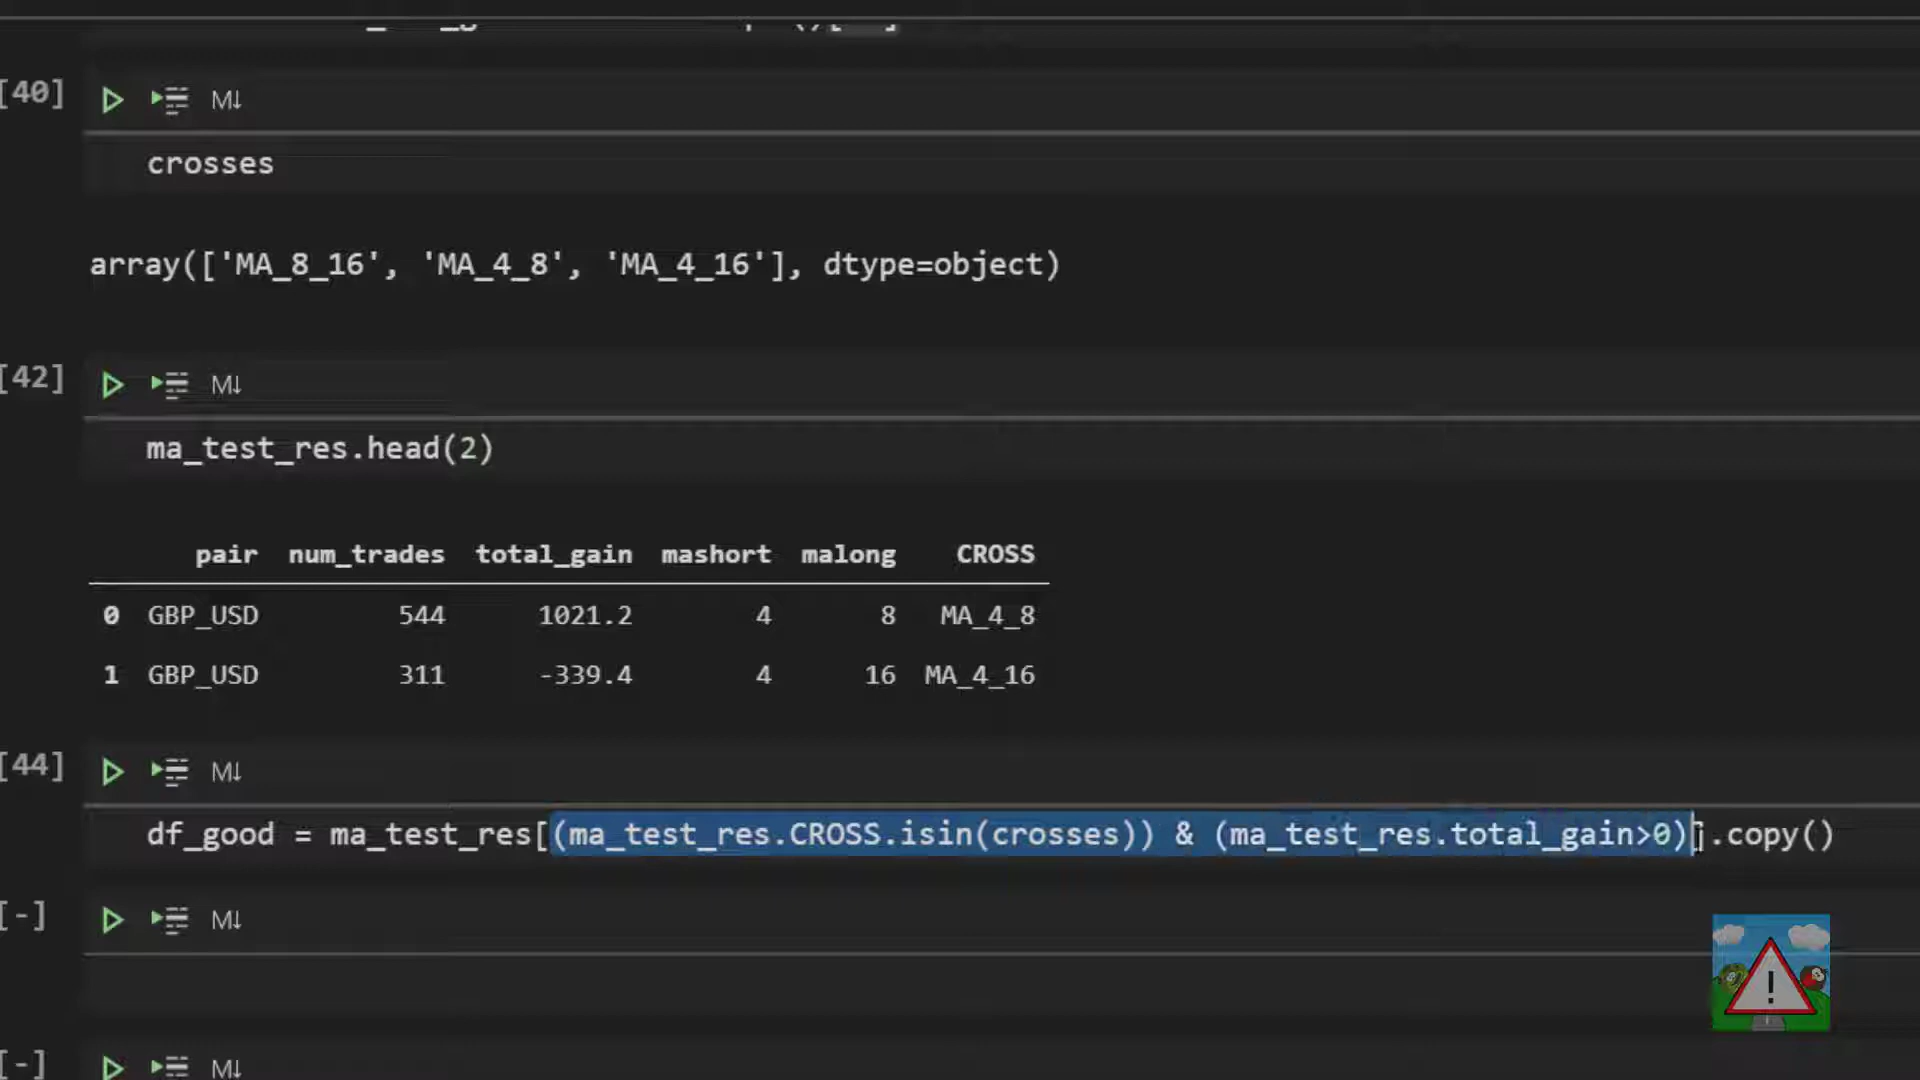 [40]
M↓
crosses
array(['MA_8_16', 'MA_4_8', 'MA_4_16'], dtype=object)
[42]
M↓
ma_test_res.head(2)
pair num_trades total_gain mashort malong CROSS
0 GBP_USD 544 1021.2 4 8 MA_4_8
1 GBP_USD 311 -339.4 4 16 MA_4_16
[44]
M↓
df_good = ma_test_res[(ma_test_res.CROSS.isin(crosses)) & (ma_test_res.total_gain>0)].copy()
[-]
M↓
[-]
M↓